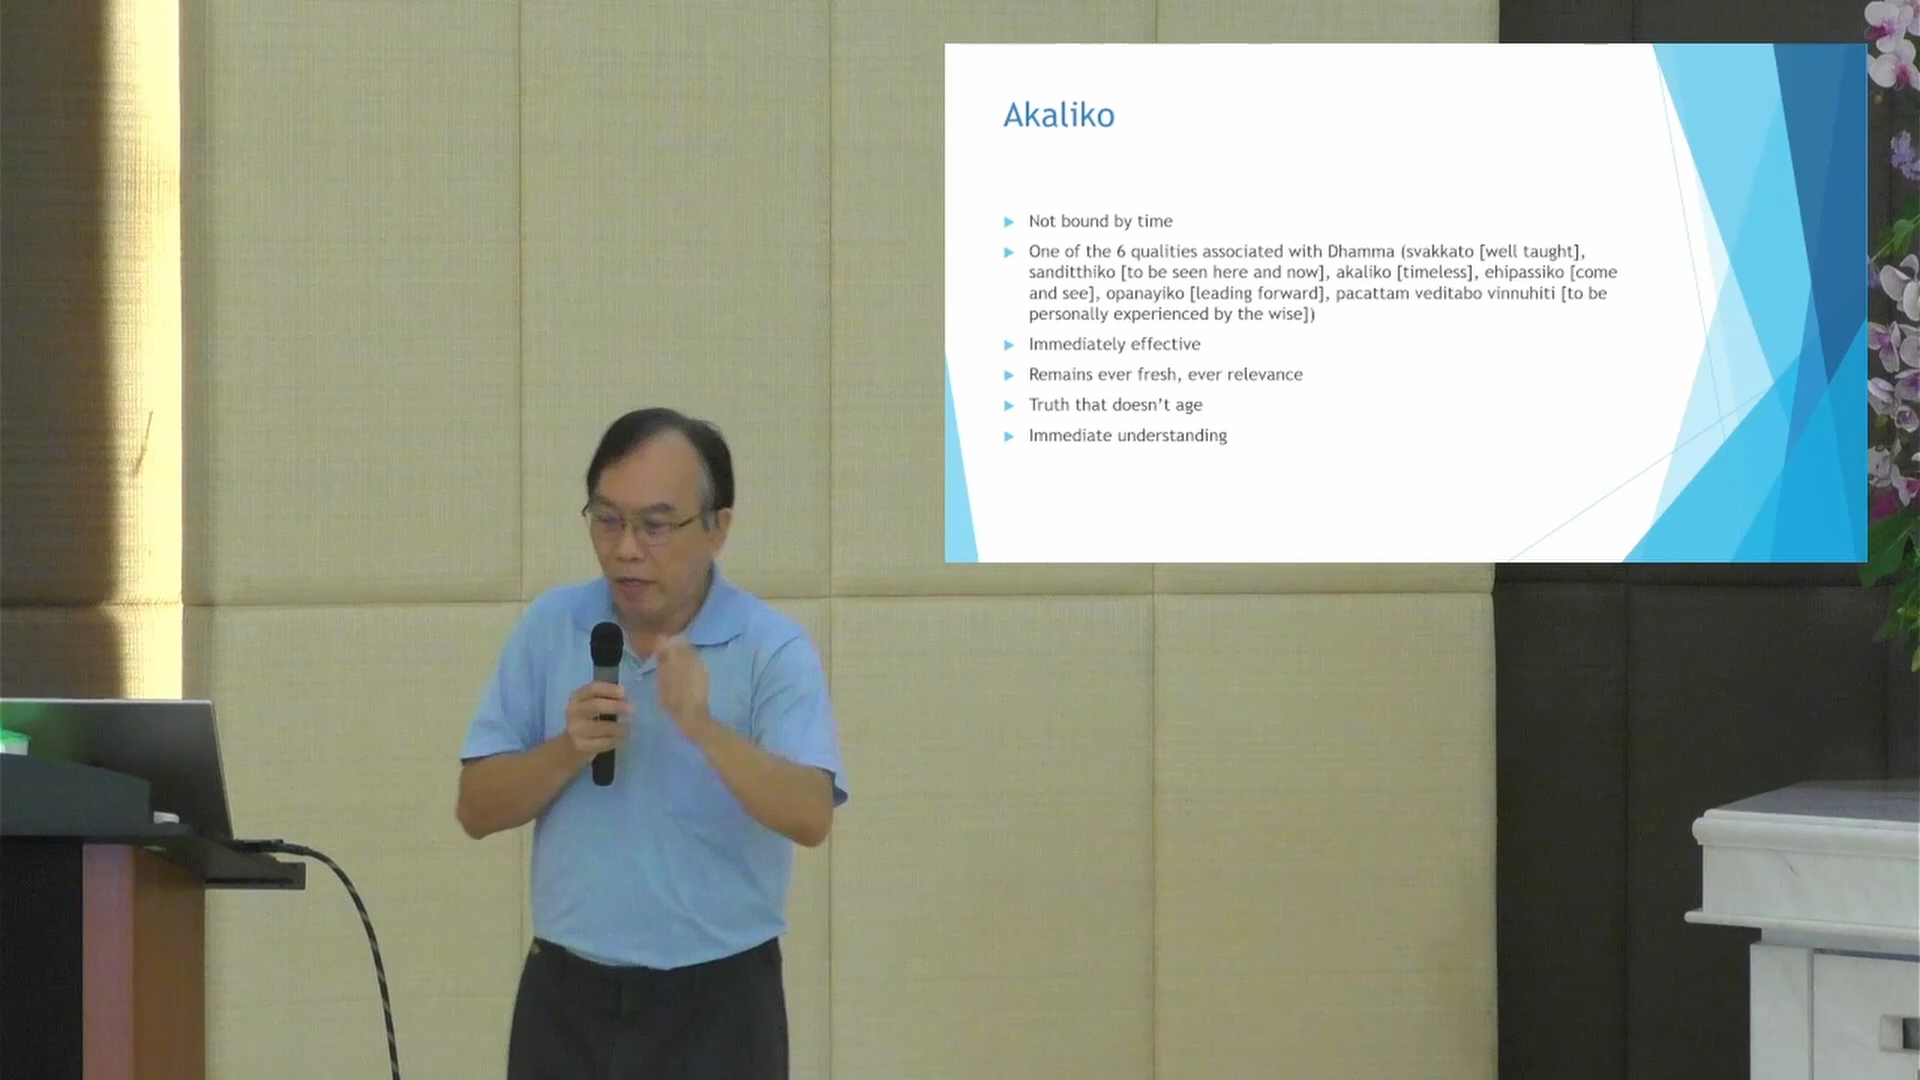 Akaliko
Not bound by time
One of the 6 qualities associated with Dhamma (svakkato [well taught],
sanditthiko [to be seen here and now], akaliko [timeless], ehipassiko [come
and see], opanayiko [leading forward], pacattam veditabo vinnuhiti [to be
personally experienced by the wise])
Immediately effective
Remains ever fresh, ever relevance
Truth that doesn't age
Immediate understanding